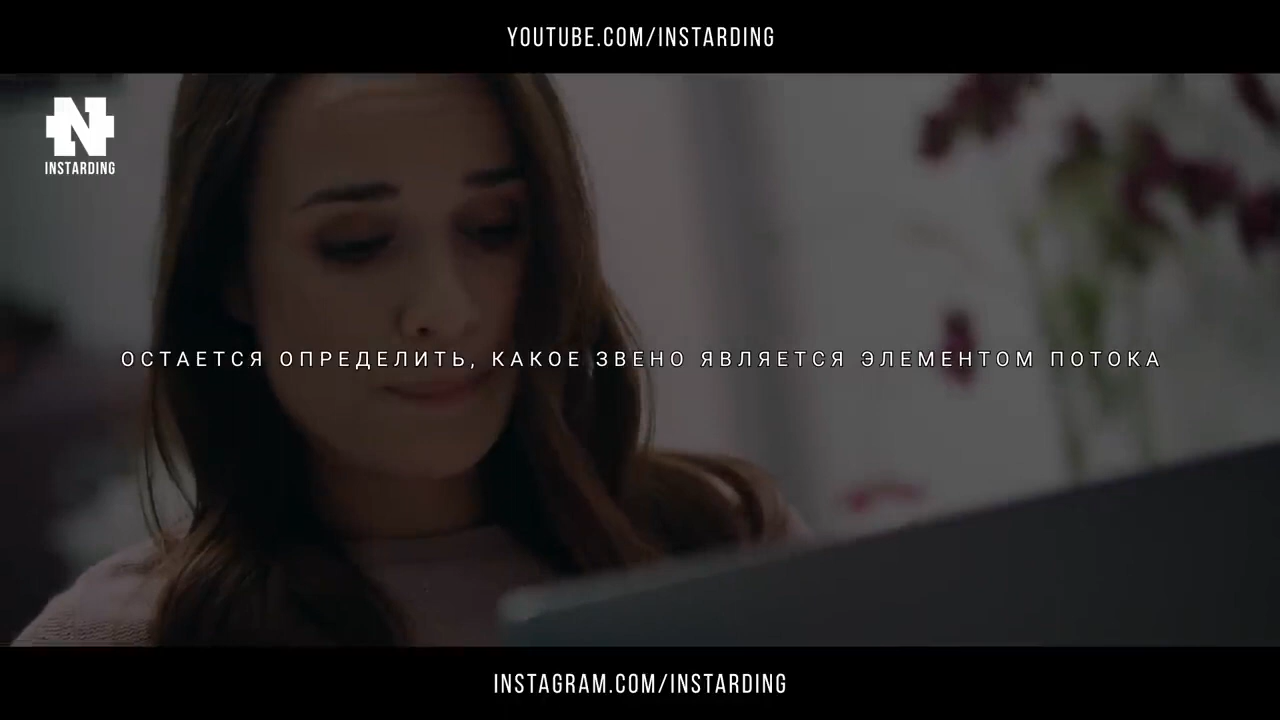 YOUTUBE.COM/INSTARDING
N
INSTARDING
ОСТАЕТСЯ ОПРЕДЕЛИТЬ, КАКОЕ ЗВЕНО ЯВЛЯЕТСЯ ЭЛЕМЕНТОМ ПОТОКА
INSTAGRAM.COM/INSTARDING